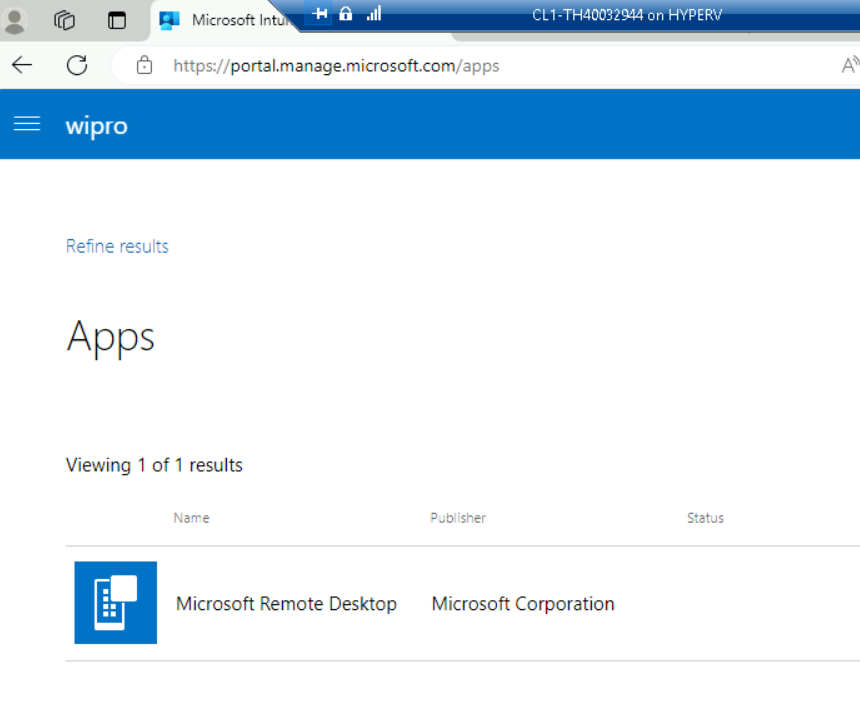 Microsoft Intu
CL1-TH40032944 on HYPERV
https://portal.manage.microsoft.com/apps
wipro
Refine results
Apps
Viewing 1 of 1 results
Name Publisher Status
Microsoft Remote Desktop Microsoft Corporation